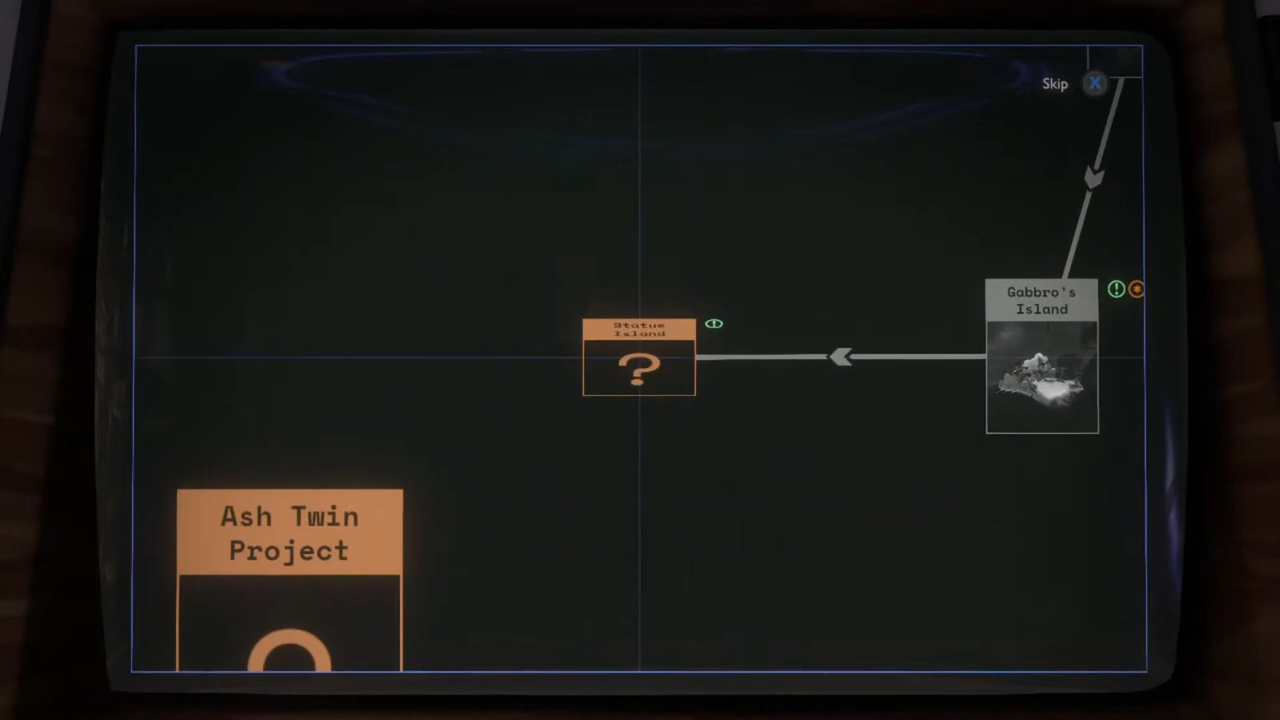 Skip X
Gabbro's
Island
Statue
Island
?
Ash Twin
Project